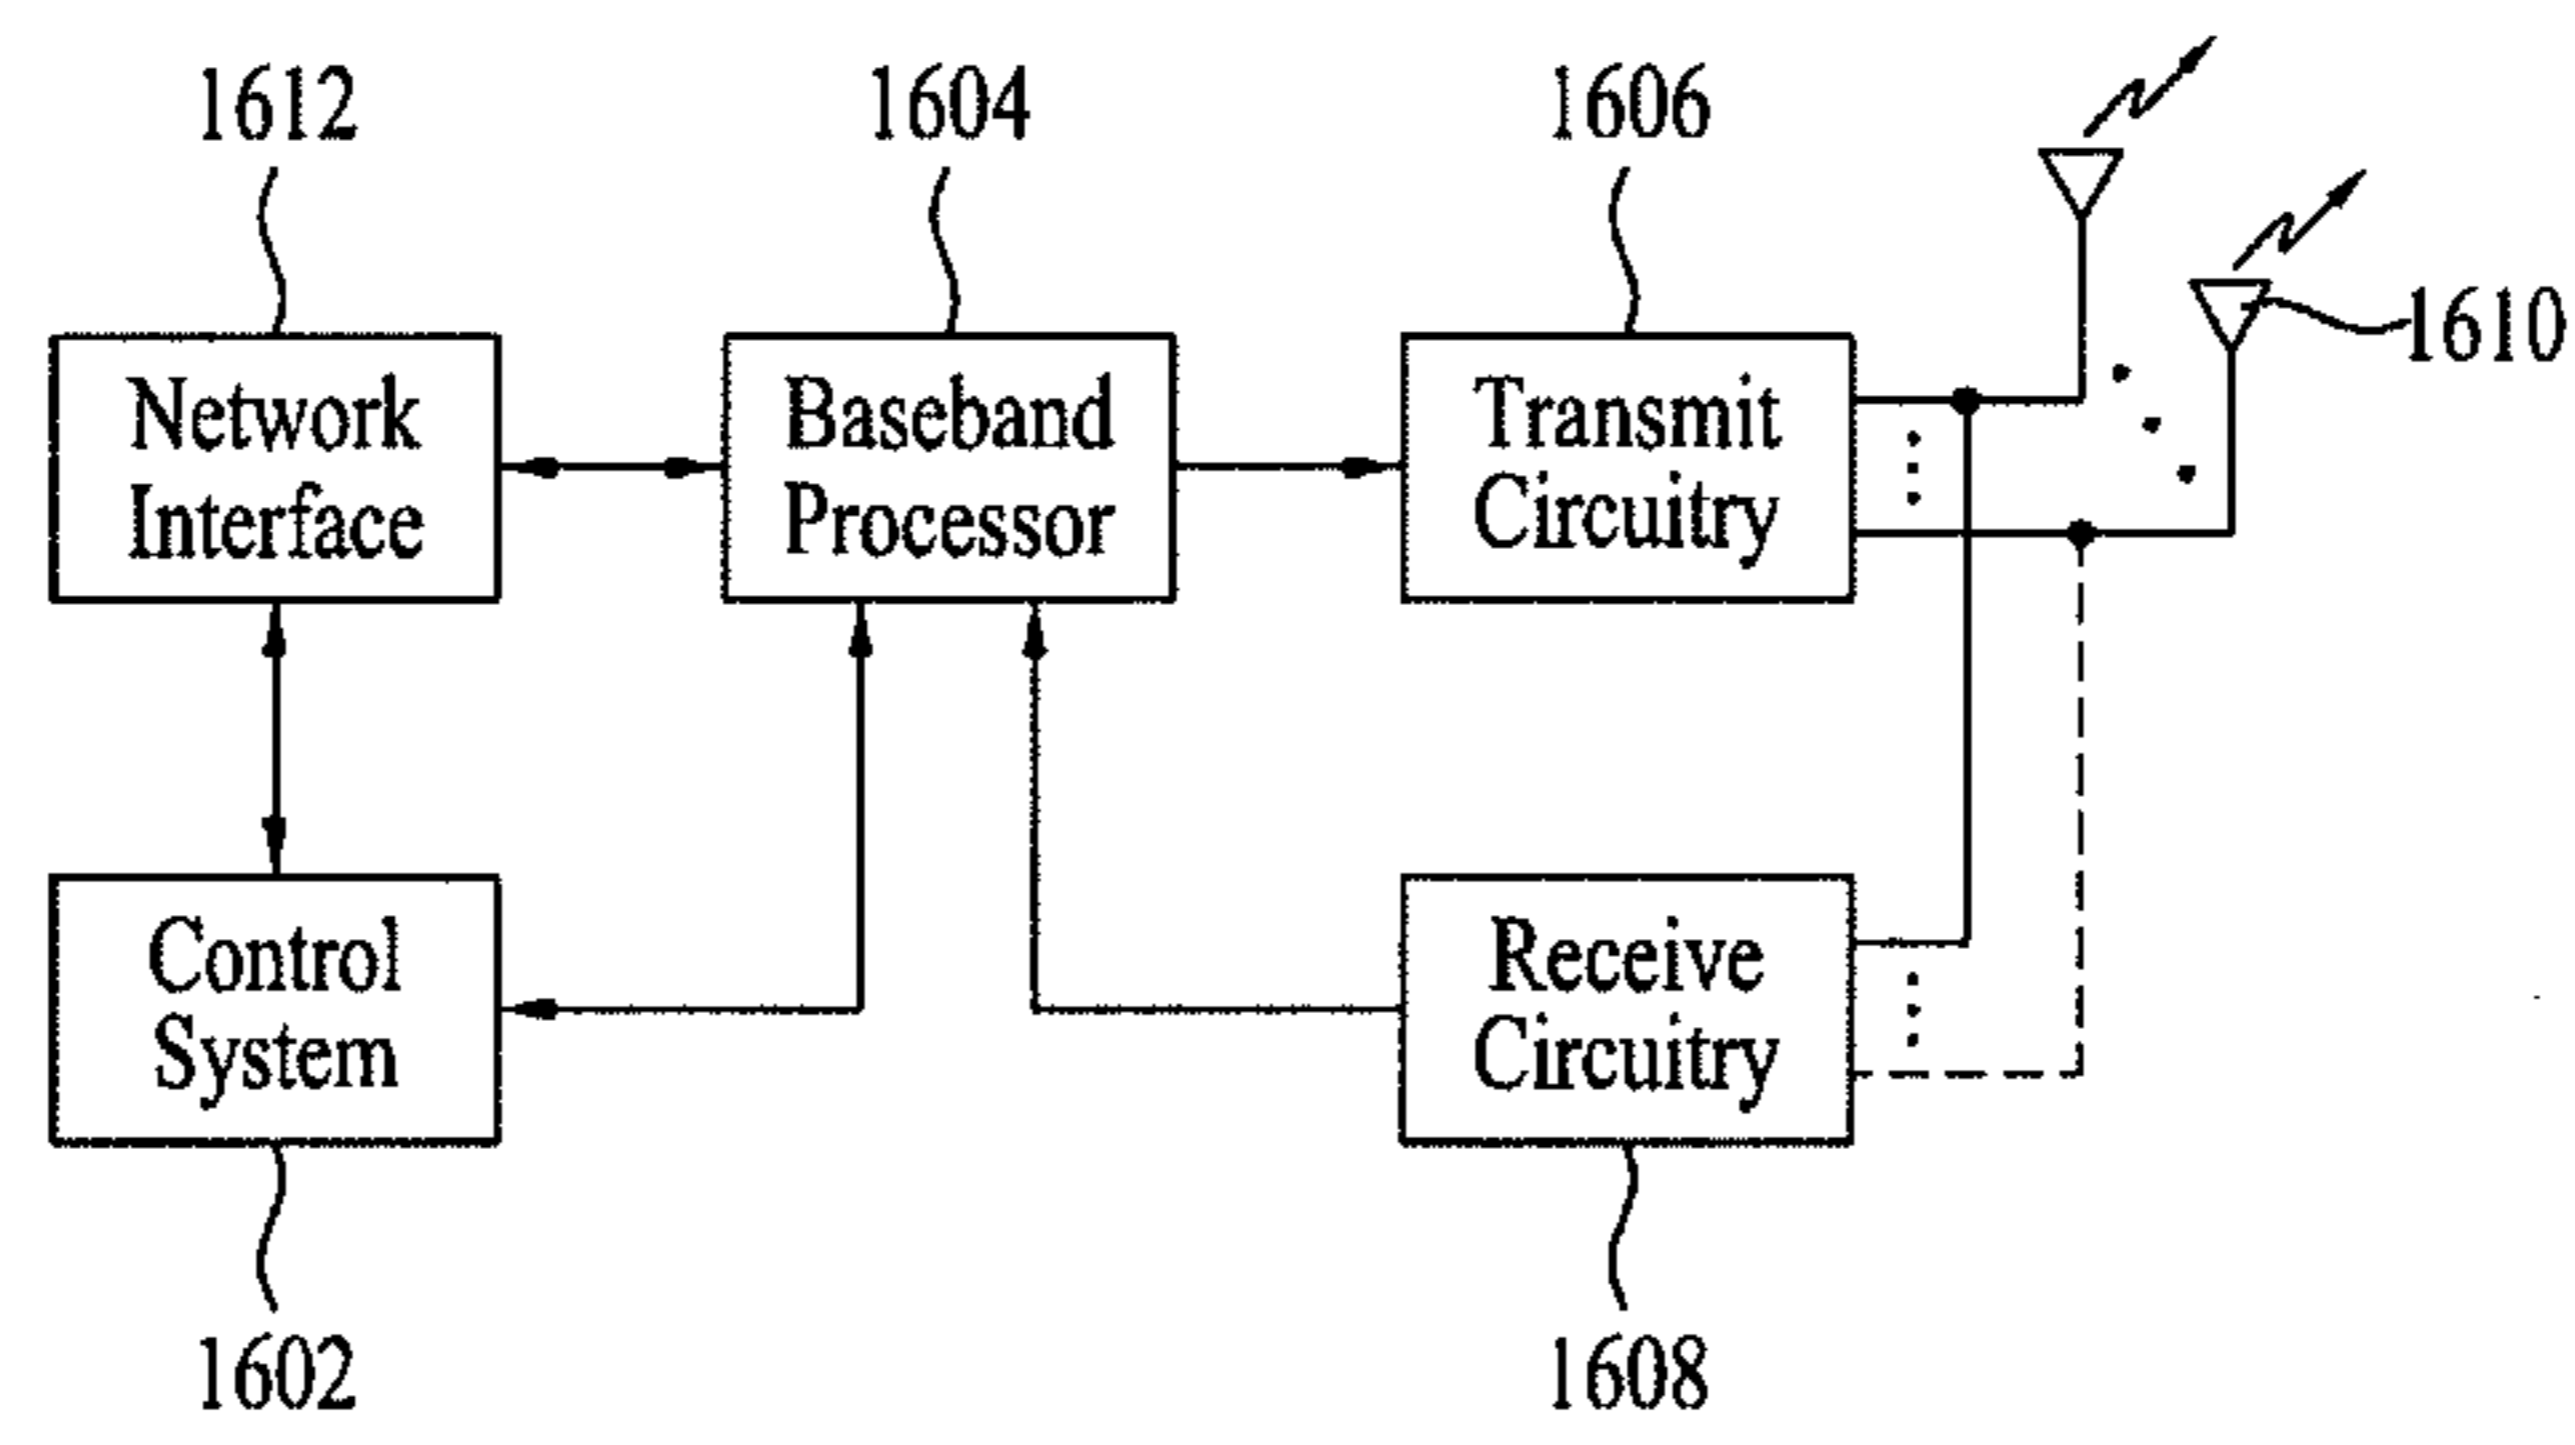 1612
1604
1606
1610
Network
Interface
Baseband
Processor
Transmit
Circuitry
Control
System
Receive
Circuitry
1602
1608